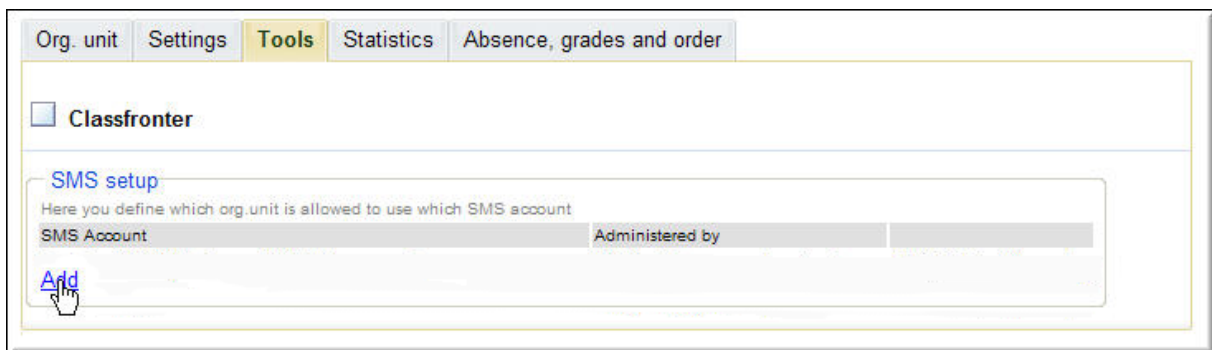 Org. unit Settings Tools Statistics Absence, grades and order
Classfronter
SMS setup
Here you define which org.unit is allowed to use which SMS account
SMS Account Administered by
Add